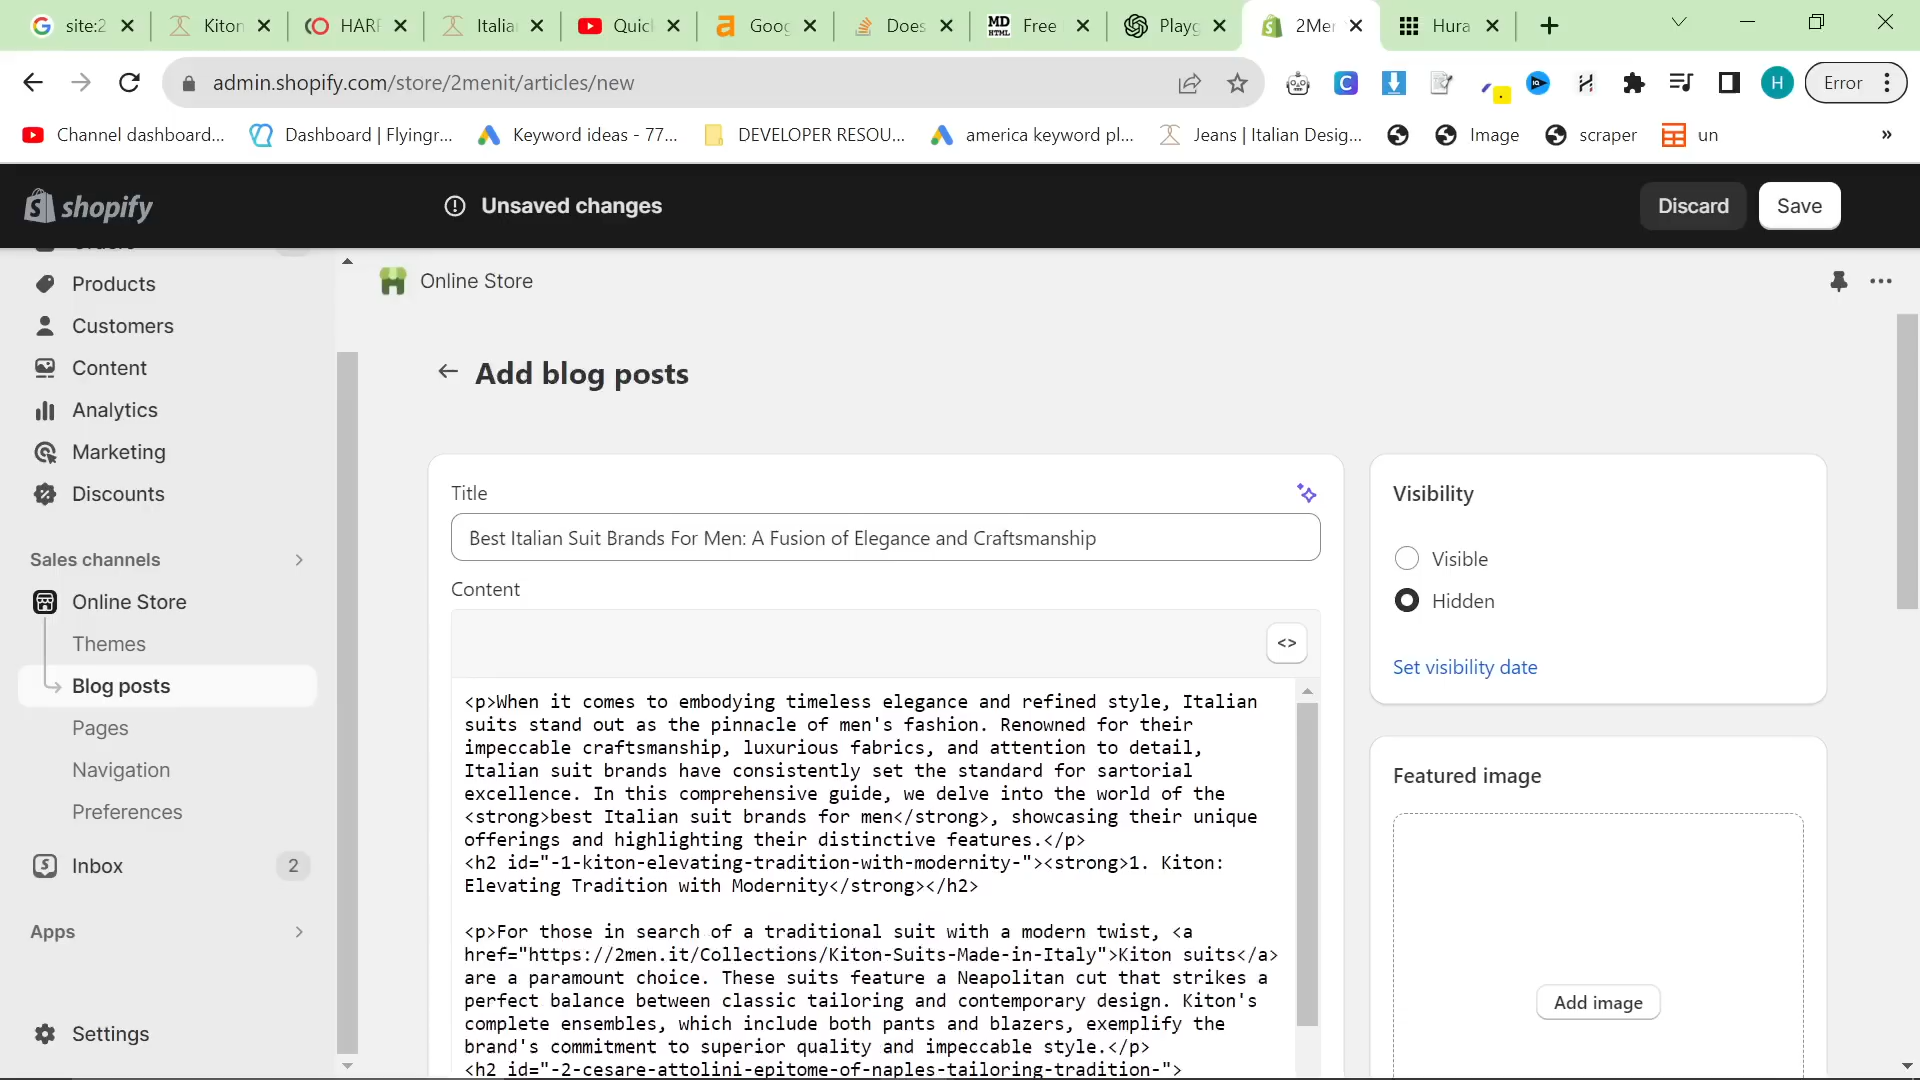 site:2
Kiton
HARF
Italia
Quic
Goog
Does
MD
HTML
Free
Playg
2Mer
Hura
admin.shopify.com/store/2menit/articles/new
C
H
Error
Channel dashboard...
Dashboard | Flyingr...
Keyword ideas - 77...
DEVELOPER RESOU...
america keyword pl...
Jeans | Italian Desig...
Image
scraper
un
»
shopify
Unsaved changes
Discard
Save
Orders
Products
Customers
Content
Analytics
Marketing
Discounts
Sales channels
Online Store
Themes
Blog posts
Pages
Navigation
Preferences
Inbox
2
Apps
Settings
Online Store
Add blog posts
Title
Best Italian Suit Brands For Men: A Fusion of Elegance and Craftsmanship
Content
<>
<p>When it comes to embodying timeless elegance and refined style, Italian
suits stand out as the pinnacle of men's fashion. Renowned for their
impeccable craftsmanship, luxurious fabrics, and attention to detail,
Italian suit brands have consistently set the standard for sartorial
excellence. In this comprehensive guide, we delve into the world of the
<strong>best Italian suit brands for men</strong>, showcasing their unique
offerings and highlighting their distinctive features.</p>
<h2 id="-1-kiton-elevating-tradition-with-modernity-"><strong>1. Kiton:
Elevating Tradition with Modernity</strong></h2>
<p>For those in search of a traditional suit with a modern twist, <a
href="https://2men.it/Collections/Kiton-Suits-Made-in-Italy">Kiton suits</a>
are a paramount choice. These suits feature a Neapolitan cut that strikes a
perfect balance between classic tailoring and contemporary design. Kiton's
complete ensembles, which include both pants and blazers, exemplify the
brand's commitment to superior quality and impeccable style.</p>
<h2 id="-2-cesare-attolini-epitome-of-naples-tailoring-tradition-">
Visibility
Visible
Hidden
Set visibility date
Featured image
Add image